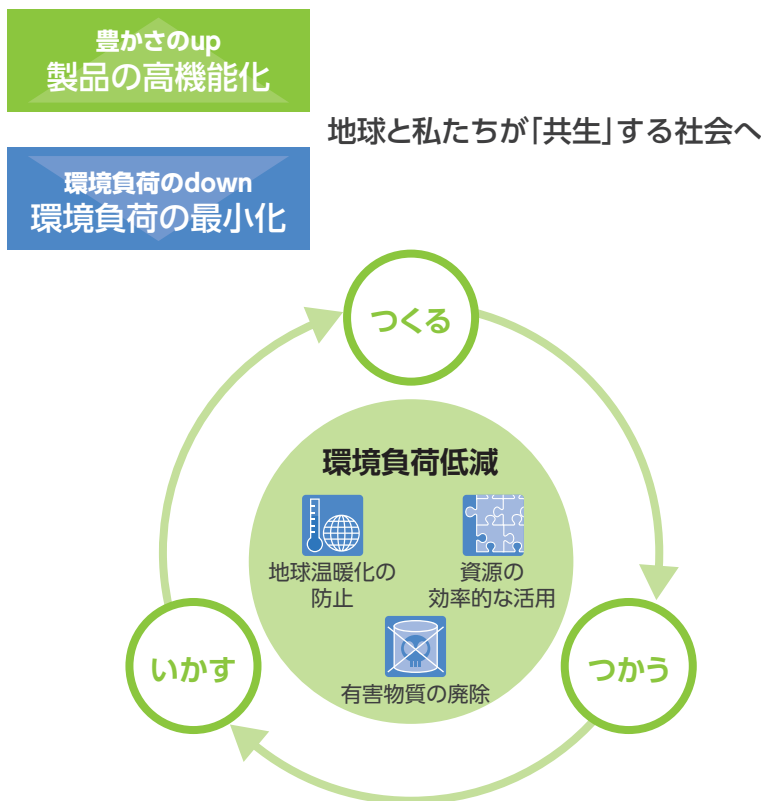 豊かさのup
製品の高機能化
地球と私たちが「共生」する社会へ
環境負荷のdown
環境負荷の最小化
つくる
環境負荷低減
地球温暖化の
防止
資源の
効率的な活用
有害物質の廃除
いかす
つかう